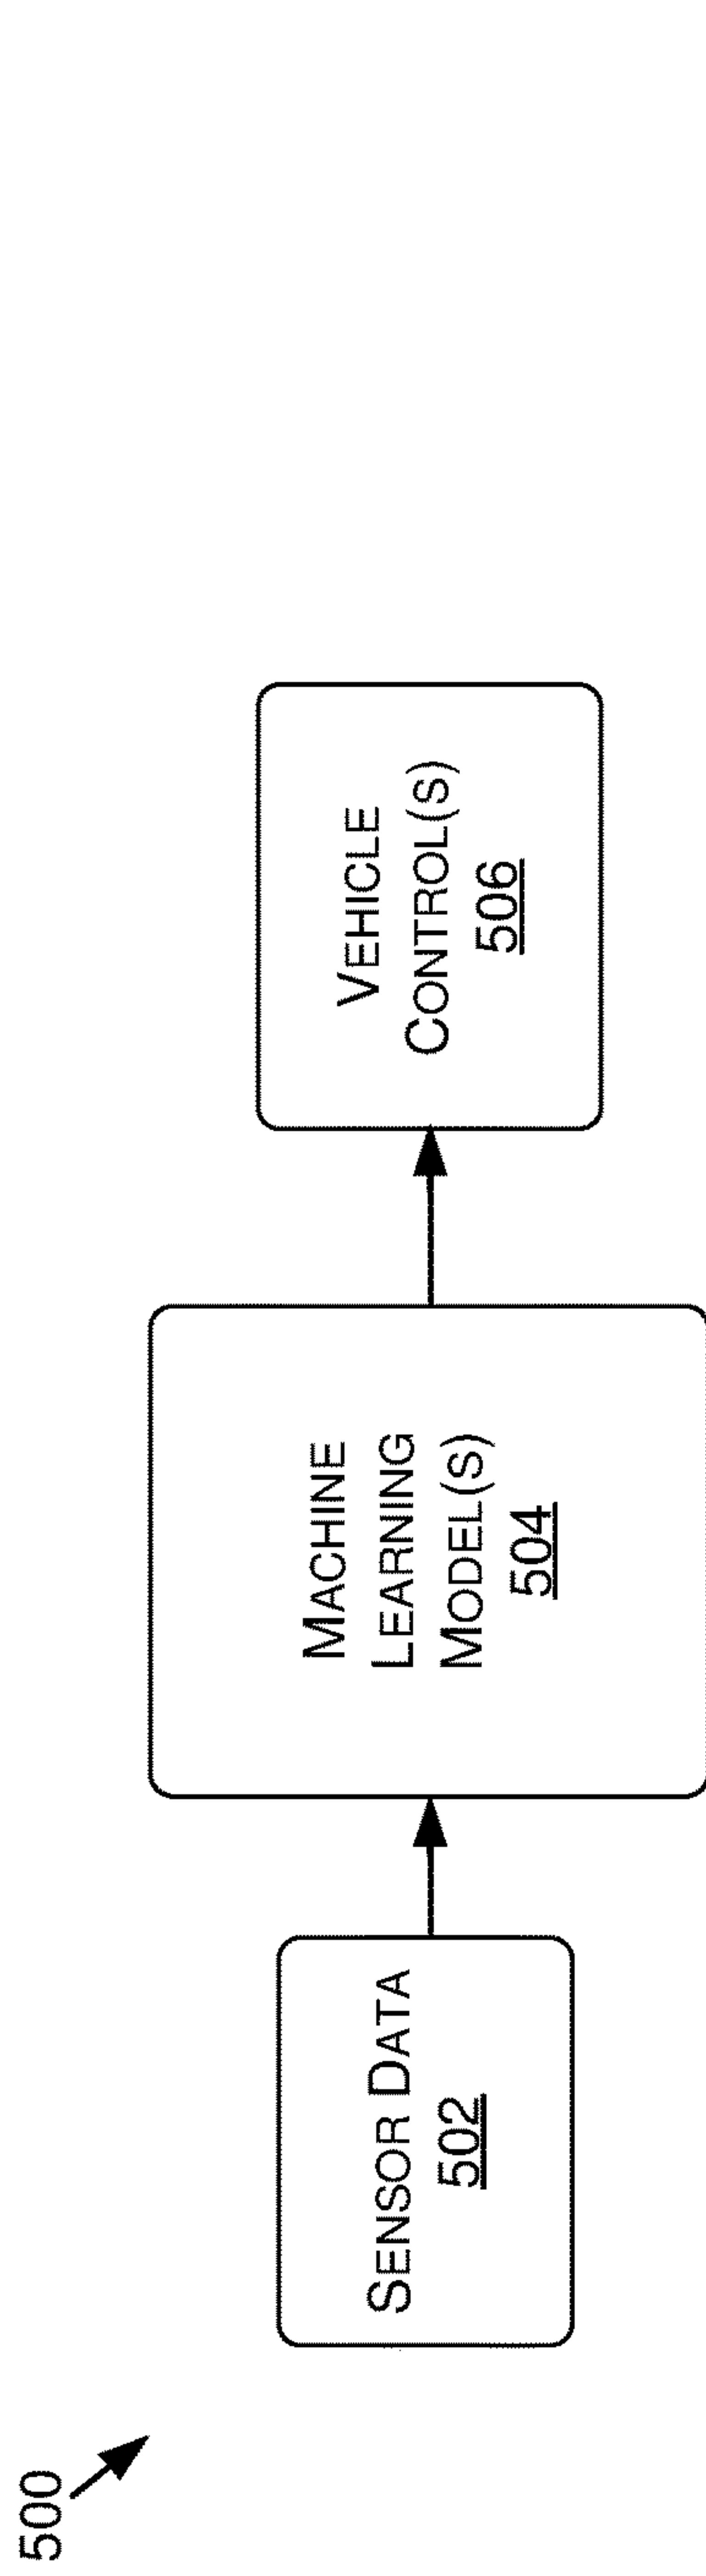 500
SENSOR DATA
502
MACHINE
LEARNING
MODEL(S)
504
VEHICLE
CONTROL(S)
506